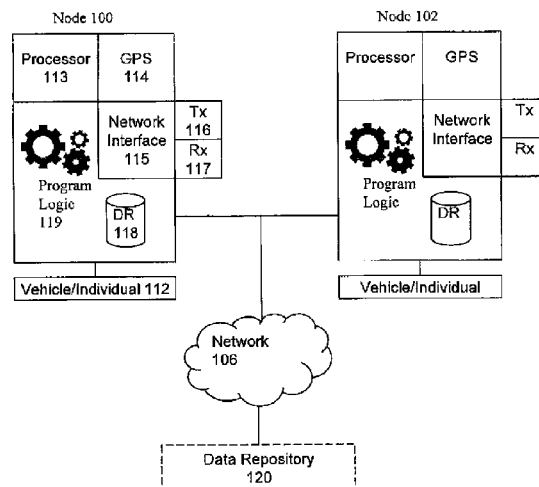 Node 100
Node 102
Processor
113
GPS
114
Processor
GPS
Network
Interface
115
Tx
116
Rx
117
Network
Interface
Tx
Rx
Program
Logic
119
DR
118
Program
Logic
DR
Vehicle/Individual 112
Vehicle/Individual
Network
106
Data Repository
120